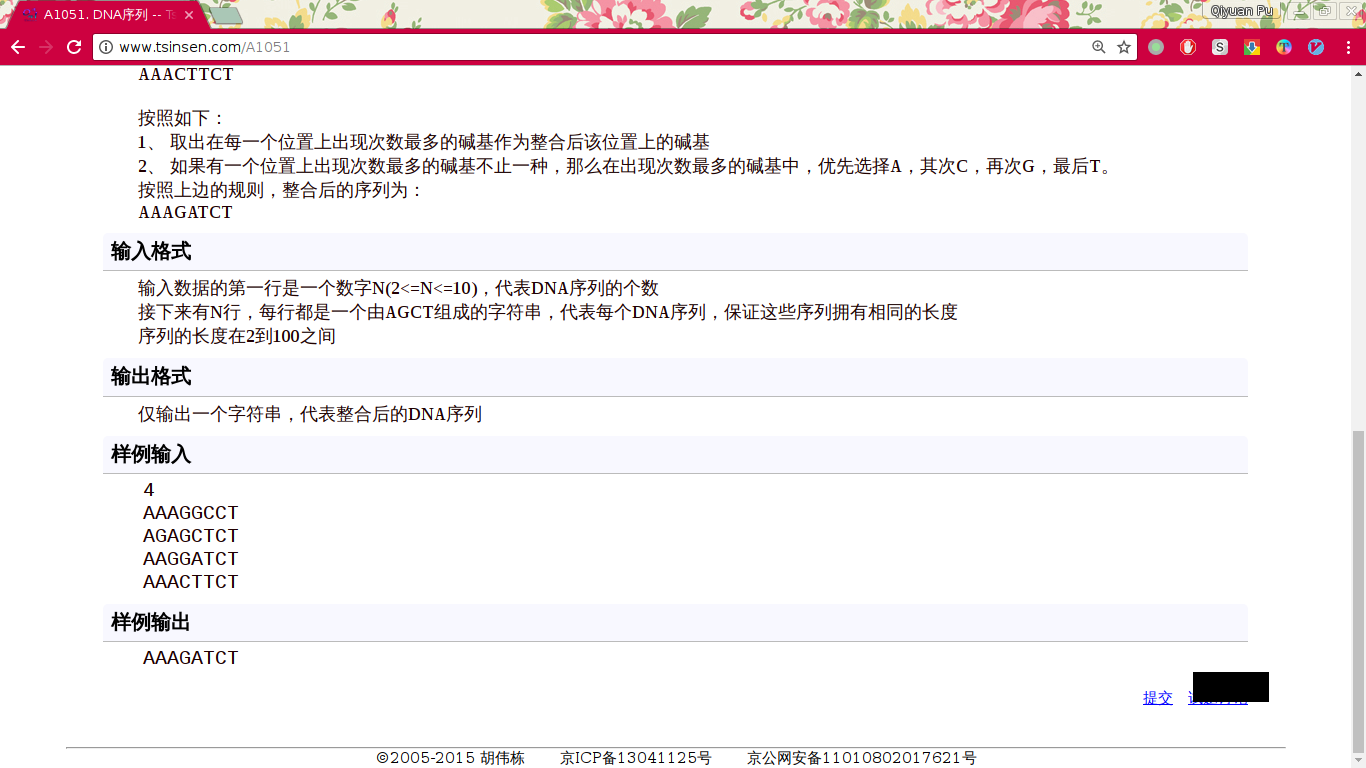 A1051. DNA序列 -- Ts
Qiyuan Pu
www.tsinsen.com/A1051
AAACTTCT
按照如下：
1、 取出在每一个位置上出现次数最多的碱基作为整合后该位置上的碱基
2、 如果有一个位置上出现次数最多的碱基不止一种，那么在出现次数最多的碱基中，优先选择A，其次C，再次G，最后T。
按照上边的规则，整合后的序列为：
AAAGATCT
输入格式
输入数据的第一行是一个数字N(2<=N<=10)，代表DNA序列的个数
接下来有N行，每行都是一个由AGCT组成的字符串，代表每个DNA序列，保证这些序列拥有相同的长度
序列的长度在2到100之间
输出格式
仅输出一个字符串，代表整合后的DNA序列
样例输入
4
AAAGGCCT
AGAGCTCT
AAGGATCT
AAACTTCT
样例输出
AAAGATCT
提交
©2005-2015 胡伟栋 京ICP备13041125号 京公网安备11010802017621号